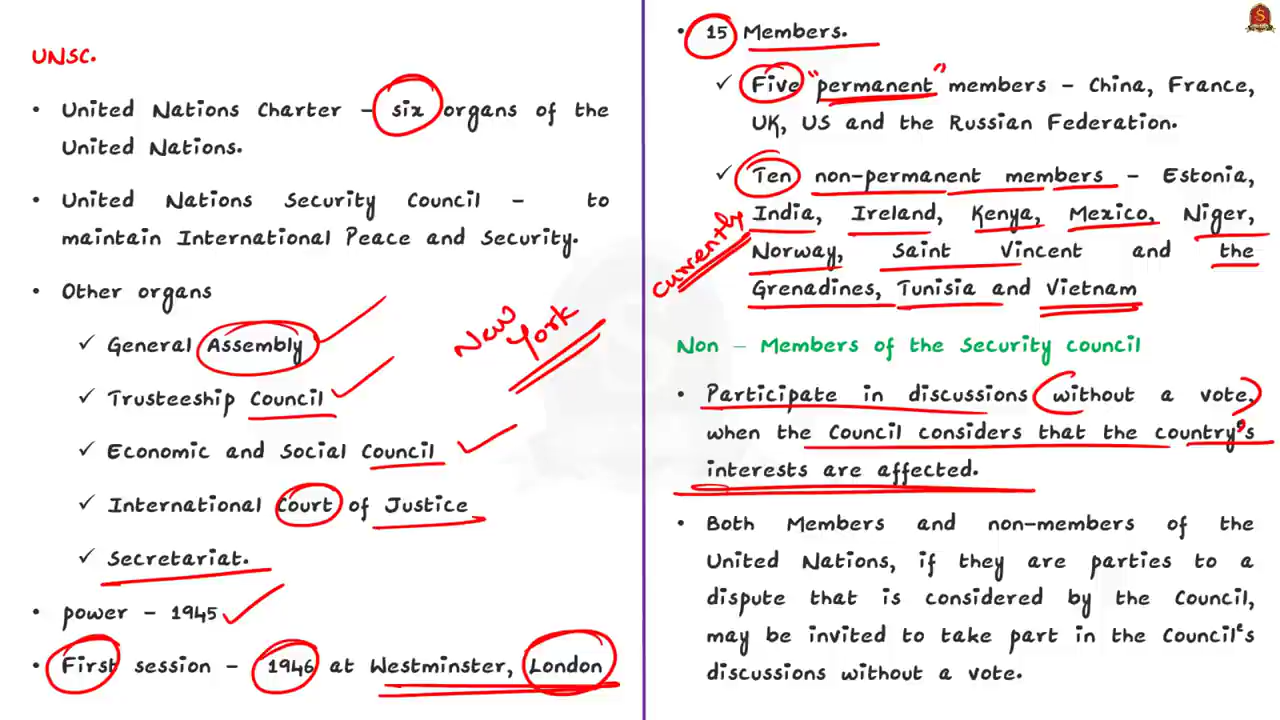 UNSC.
• United Nations Charter – six organs of the
United Nations.
• United Nations Security Council – to
maintain International Peace and Security.
• Other organs
✓ General Assembly
✓ Trusteeship Council
✓ Economic and Social Council
✓ International Court of Justice
✓ Secretariat.
New
York
• power – 1945
• First session – 1946 at Westminster, London
• 15 Members.
✓ Five "permanent" members – China, France,
UK, US and the Russian Federation.
✓ Ten non-permanent members – Estonia,
India, Ireland, Kenya, Mexico, Niger,
Norway, Saint Vincent and the
Grenadines, Tunisia and Vietnam
Currently
Non – Members of the Security council
• Participate in discussions without a vote,
when the Council considers that the country's
interests are affected.
• Both Members and non-members of the
United Nations, if they are parties to a
dispute that is considered by the Council,
may be invited to take part in the Council's
discussions without a vote.